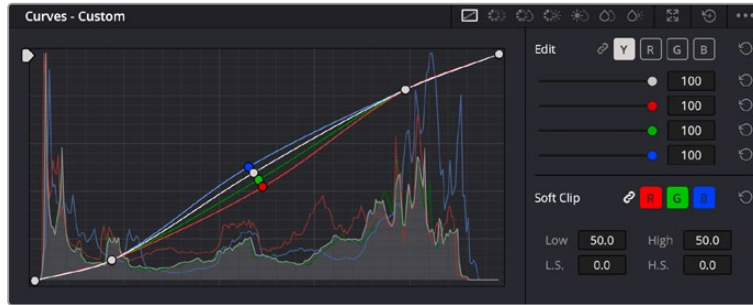 Curves - Custom
Edit Y R G B
100
100
100
100
Soft Clip R G B
Low 50.0 High 50.0
L.S. 0.0 H.S. 0.0